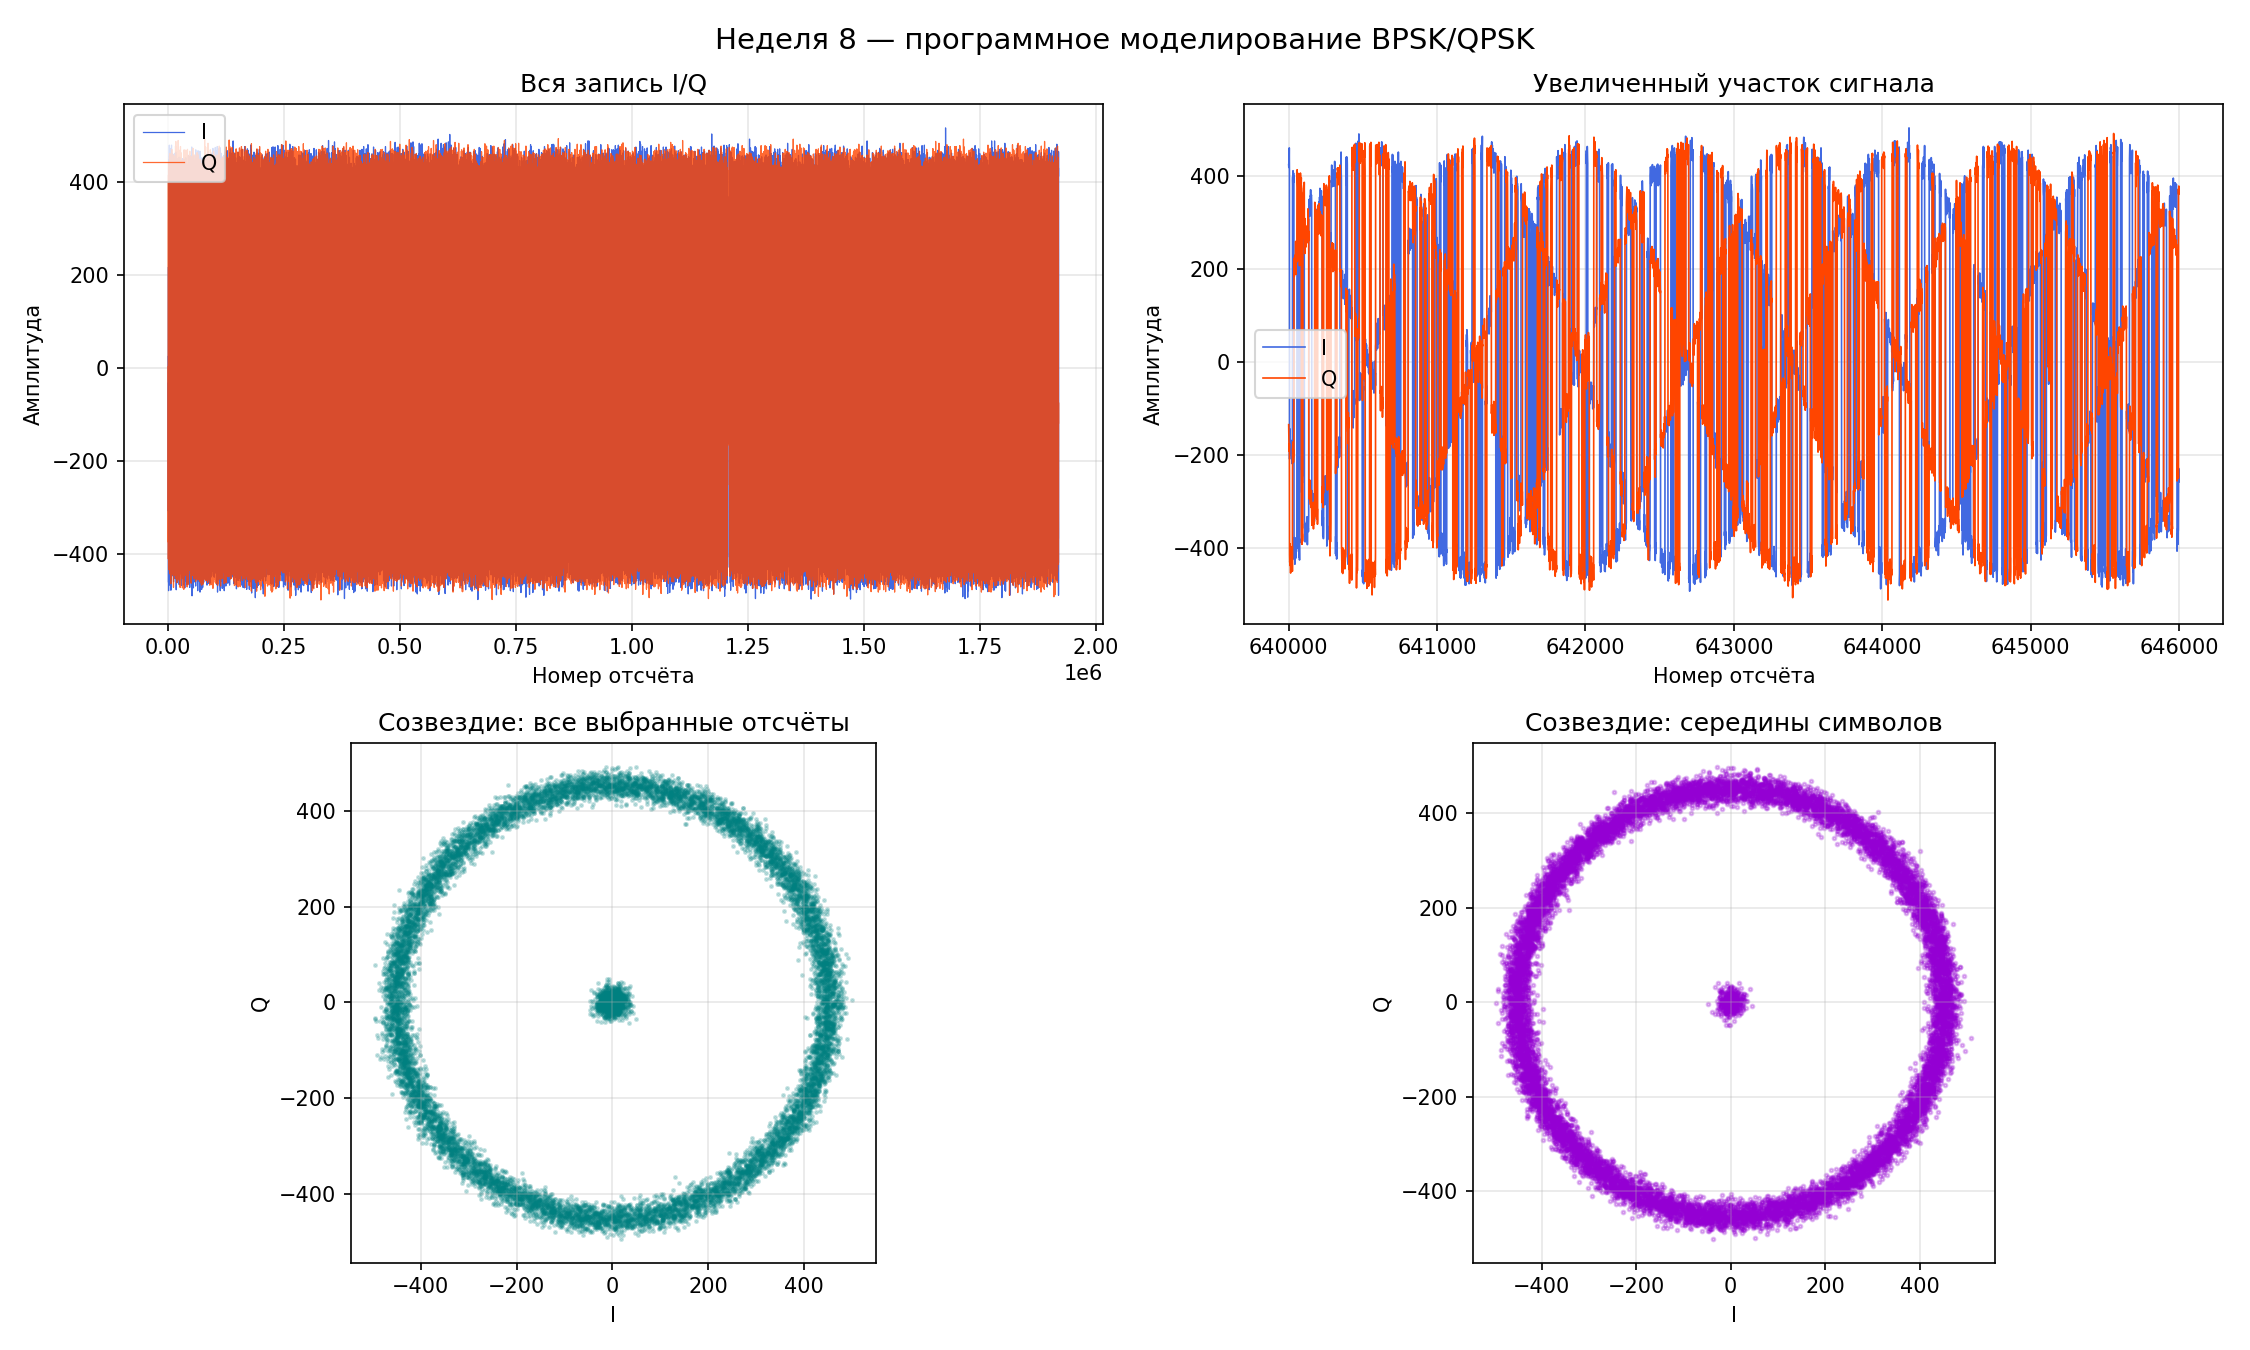 Неделя 8 — программное моделирование BPSK/QPSK
Вся запись I/Q
I
Q
400
200
0
−200
−400
Амплитуда
0.00 0.25 0.50 0.75 1.00 1.25 1.50 1.75 2.00
1e6
Номер отсчёта
Увеличенный участок сигнала
I
Q
400
200
0
−200
−400
Амплитуда
640000 641000 642000 643000 644000 645000 646000
Номер отсчёта
Созвездие: все выбранные отсчёты
400
200
0
−200
−400
Q
−400 −200 0 200 400
I
Созвездие: середины символов
400
200
0
−200
−400
Q
−400 −200 0 200 400
I